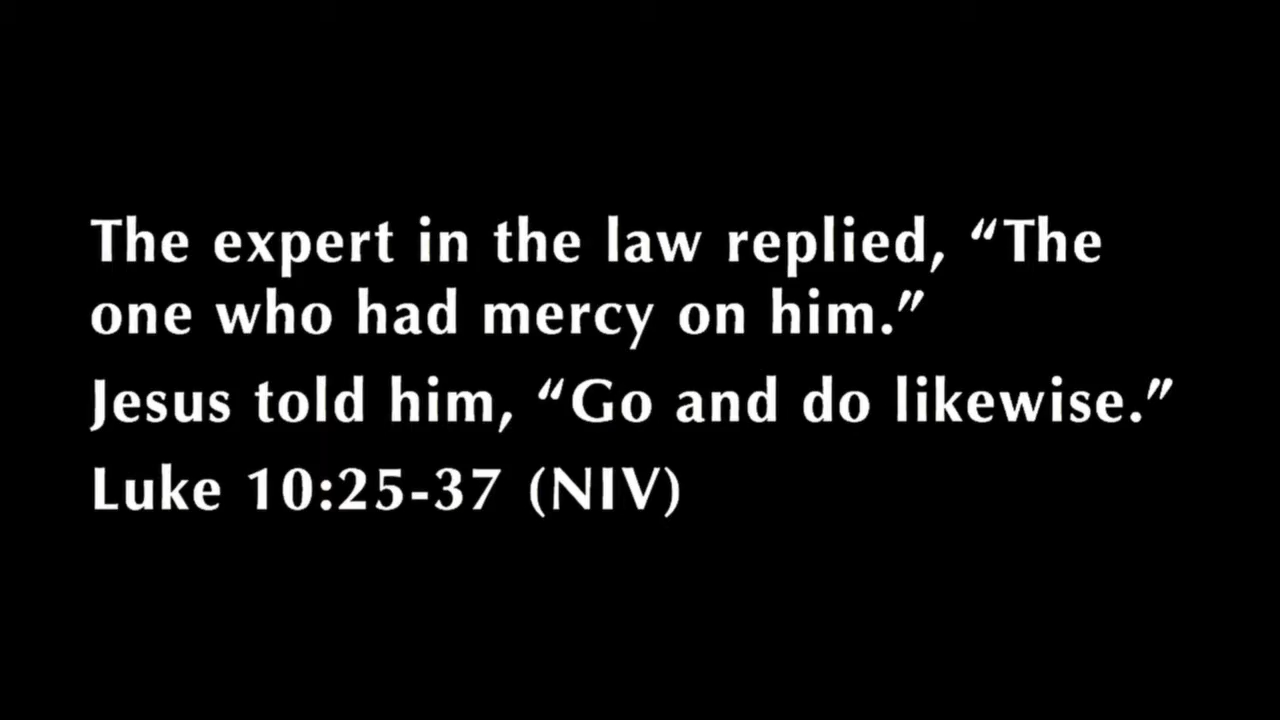 The expert in the law replied, “The
one who had mercy on him.”
Jesus told him, “Go and do likewise.”
Luke 10:25-37 (NIV)